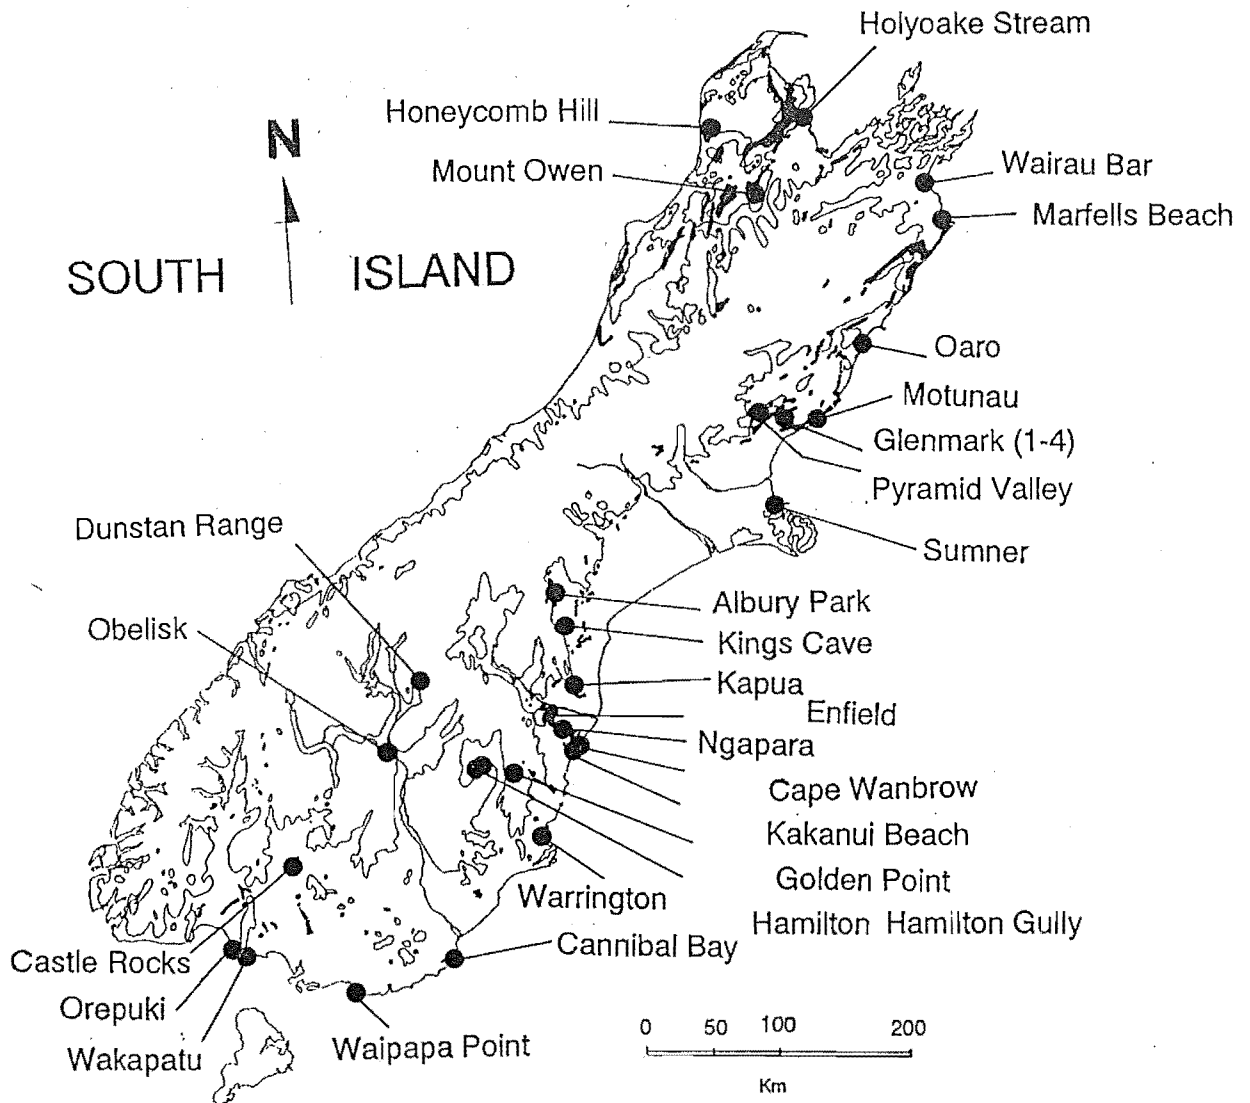 Holyoake Stream
Honeycomb Hill
N
Mount Owen
Wairau Bar
Marfells Beach
SOUTH ISLAND
Oaro
Motunau
Glenmark (1-4)
Pyramid Valley
Dunstan Range
Sumner
Albury Park
Obelisk
Kings Cave
Kapua
Enfield
Ngapara
Cape Wanbrow
Kakanui Beach
Golden Point
Warrington
Hamilton Hamilton Gully
Cannibal Bay
Castle Rocks
Orepuki
Wakapatu
Waipapa Point
0 50 100 200
Km